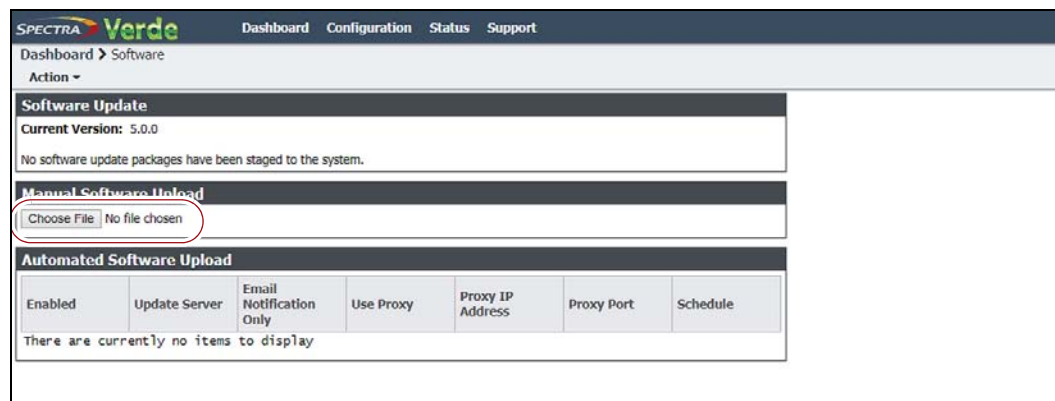 SPECTRA Verde Dashboard Configuration Status Support
Dashboard > Software
Action
Software Update
Current Version: 5.0.0
No software update packages have been staged to the system.
Manual Software Upload
Choose File No file chosen
Automated Software Upload
Enabled Update Server Email Notification Only Use Proxy Proxy IP Address Proxy Port Schedule
There are currently no items to display